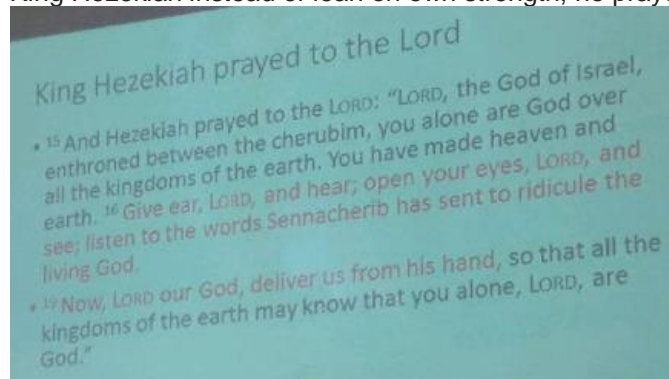 King Hezekiah instead of lean on own strength, he pray
King Hezekiah prayed to the Lord
• 15 And Hezekiah prayed to the LORD: “LORD, the God of Israel,
enthroned between the cherubim, you alone are God over
all the kingdoms of the earth. You have made heaven and
earth. 16 Give ear, LORD, and hear; open your eyes, LORD, and
see; listen to the words Sennacherib has sent to ridicule the
living God.
• 19 Now, LORD our God, deliver us from his hand, so that all the
kingdoms of the earth may know that you alone, LORD, are
God.”